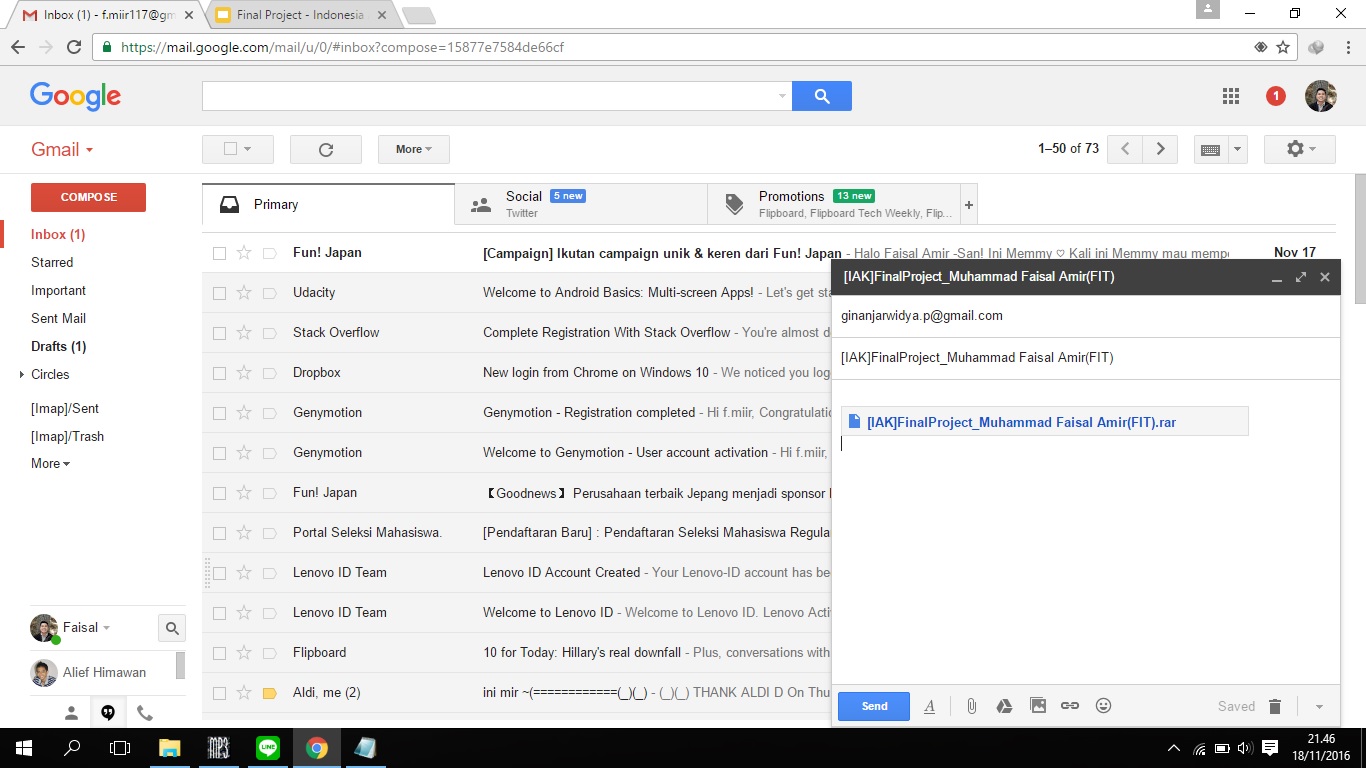 Inbox (1) - f.miir117@gm
Final Project - Indonesia
https://mail.google.com/mail/u/0/#inbox?compose=15877e7584de66cf
Google
1
Gmail
More
1–50 of 73
COMPOSE
Inbox (1)
Starred
Important
Sent Mail
Drafts (1)
Circles
[Imap]/Sent
[Imap]/Trash
More
Primary
Social 5 new
Twitter
Promotions 13 new
Flipboard, Flipboard Tech Weekly, Flip...
+
Fun! Japan [Campaign] Ikutan campaign unik & keren dari Fun! Japan - Halo Faisal Amir -San! Ini Memmy ♡ Kali ini Memmy mau mempe Nov 17
Udacity Welcome to Android Basics: Multi-screen Apps! - Let's get sta
Stack Overflow Complete Registration With Stack Overflow - You're almost d
Dropbox New login from Chrome on Windows 10 - We noticed you log
Genymotion Genymotion - Registration completed - Hi f.miir, Congratulatio
Genymotion Welcome to Genymotion - User account activation - Hi f.miir,
Fun! Japan 【Goodnews】 Perusahaan terbaik Jepang menjadi sponsor
Portal Seleksi Mahasiswa. [Pendaftaran Baru] : Pendaftaran Seleksi Mahasiswa Regula
Lenovo ID Team Lenovo ID Account Created - Your Lenovo-ID account has bee
Lenovo ID Team Welcome to Lenovo ID - Welcome to Lenovo ID. Lenovo Acti
Flipboard 10 for Today: Hillary's real downfall - Plus, conversations with
Aldi, me (2) ini mir ~(============(_)(_) - (_)(_) THANK ALDI D On Thu
[IAK]FinalProject_Muhammad Faisal Amir(FIT)
ginanjarwidya.p@gmail.com
[IAK]FinalProject_Muhammad Faisal Amir(FIT)
[IAK]FinalProject_Muhammad Faisal Amir(FIT).rar
Send
A
Saved
Faisal
Alief Himawan
MP3
LINE
21.46
18/11/2016